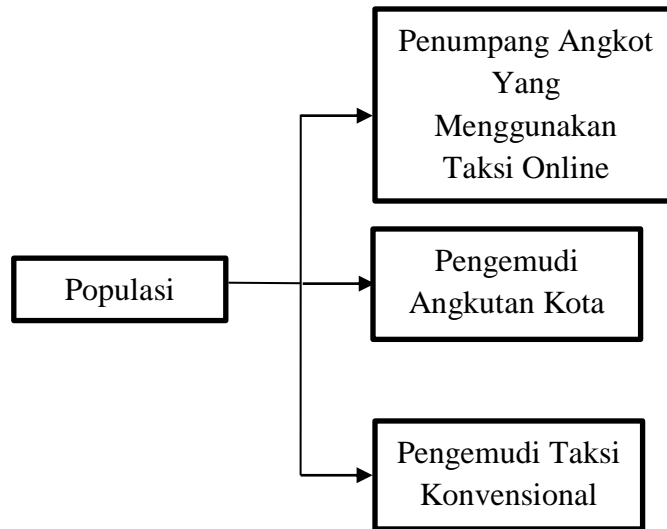 Penumpang Angkot
Yang
Menggunakan
Taksi Online
Populasi
Pengemudi
Angkutan Kota
Pengemudi Taksi
Konvensional